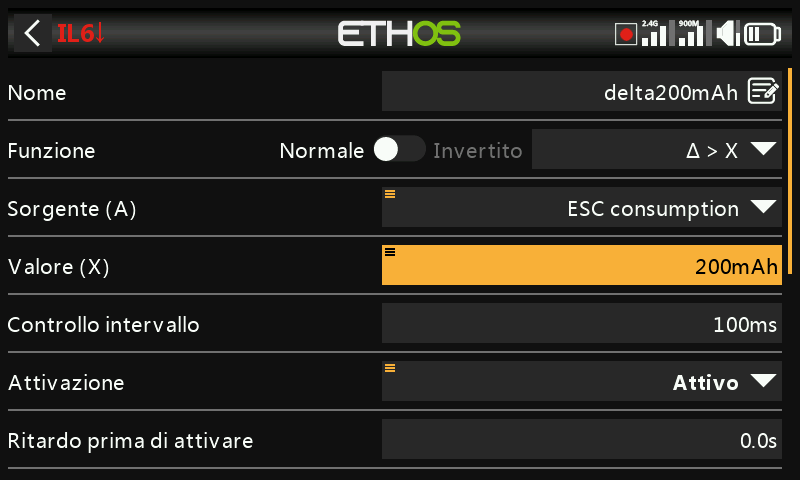 IL6↓ ETHOS 2.4G 900M
Nome delta200mAh
Funzione Normale Invertito Δ > X
Sorgente (A) ESC consumption
Valore (X) 200mAh
Controllo intervallo 100ms
Attivazione Attivo
Ritardo prima di attivare 0.0s